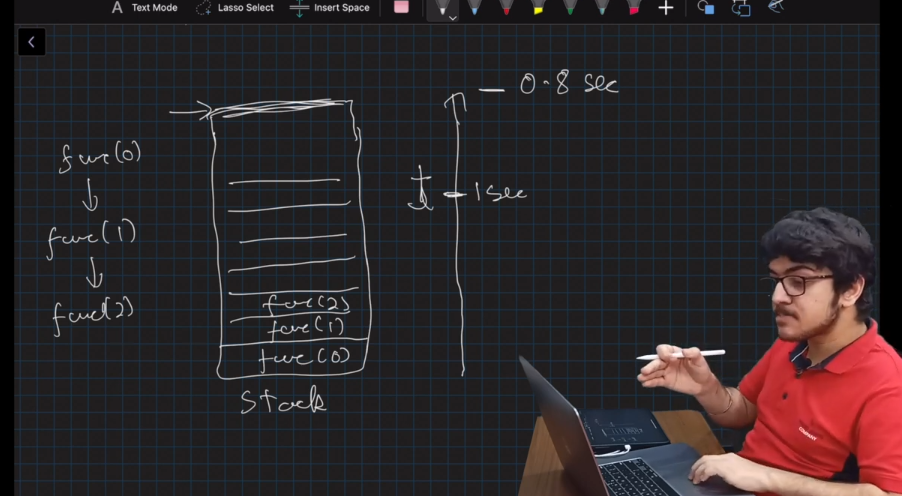 A Text Mode Lasso Select Insert Space
— 0.8 sec
func(0)
1 sec
func(1)
func(2)
func(2)
func(1)
func(0)
Stack
COMPANY